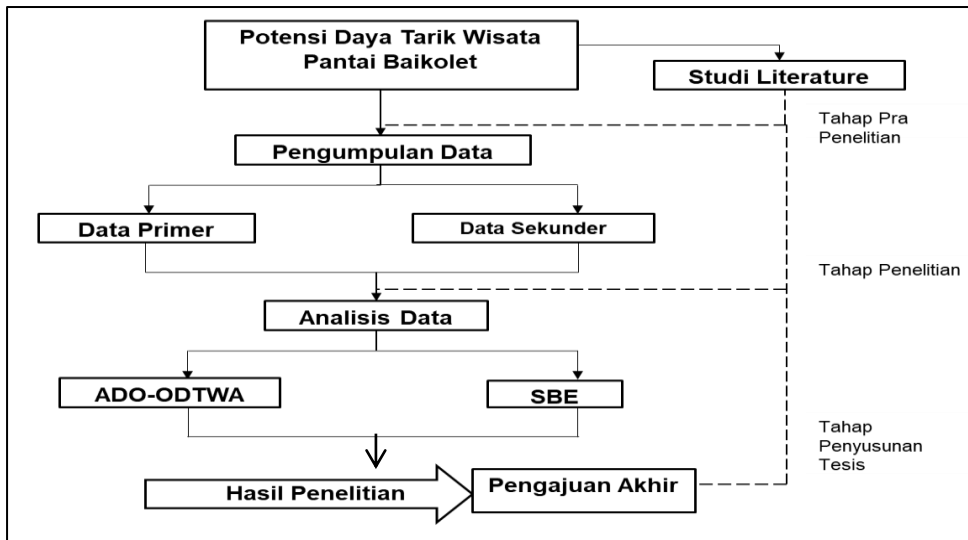 Potensi Daya Tarik Wisata
Pantai Baikolet
Studi Literature
Tahap Pra
Penelitian
Pengumpulan Data
Data Primer
Data Sekunder
Tahap Penelitian
Analisis Data
ADO-ODTWA
SBE
Tahap
Penyusunan
Tesis
Hasil Penelitian
Pengajuan Akhir